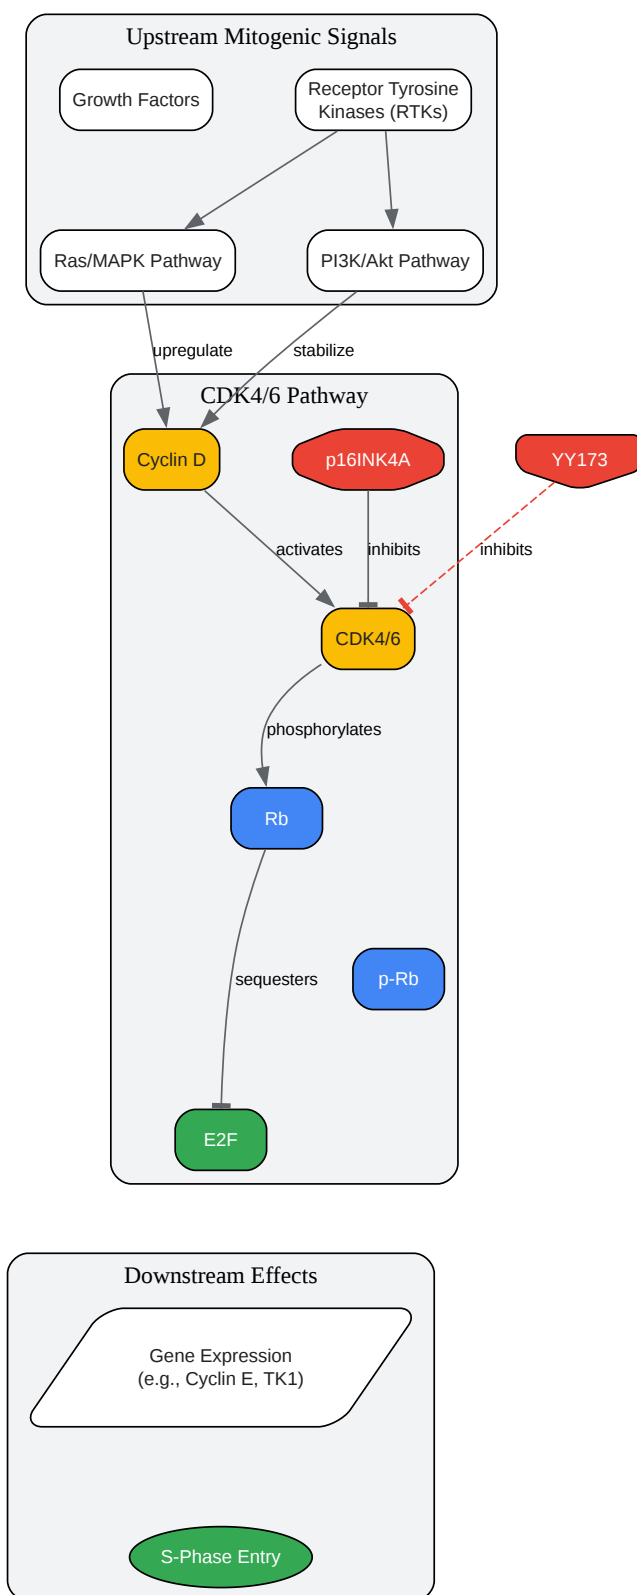 Upstream Mitogenic Signals
Growth Factors
Receptor Tyrosine
Kinases (RTKs)
Ras/MAPK Pathway
PI3K/Akt Pathway
upregulate
stabilize
CDK4/6 Pathway
Cyclin D
p16INK4A
YY173
activates
inhibits
inhibits
CDK4/6
phosphorylates
Rb
sequesters
p-Rb
E2F
Downstream Effects
Gene Expression
(e.g., Cyclin E, TK1)
S-Phase Entry